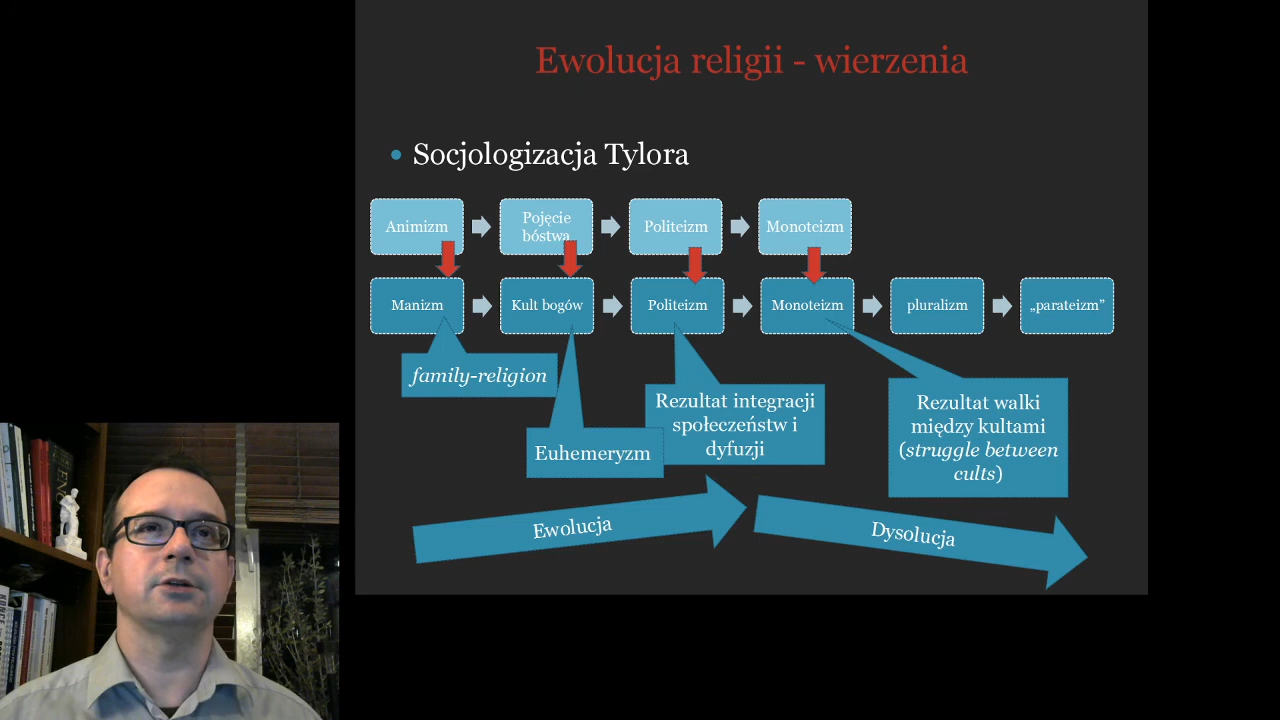 Ewolucja religii - wierzenia
Socjologizacja Tylora
Animizm
Pojęcie
bóstwa
Politeizm
Monoteizm
Manizm
Kult bogów
Politeizm
Monoteizm
pluralizm
„parateizm”
family-religion
Euhemeryzm
Rezultat integracji
społeczeństw i
dyfuzji
Rezultat walki
między kultami
(struggle between
cults)
Ewolucja
Dysolucja